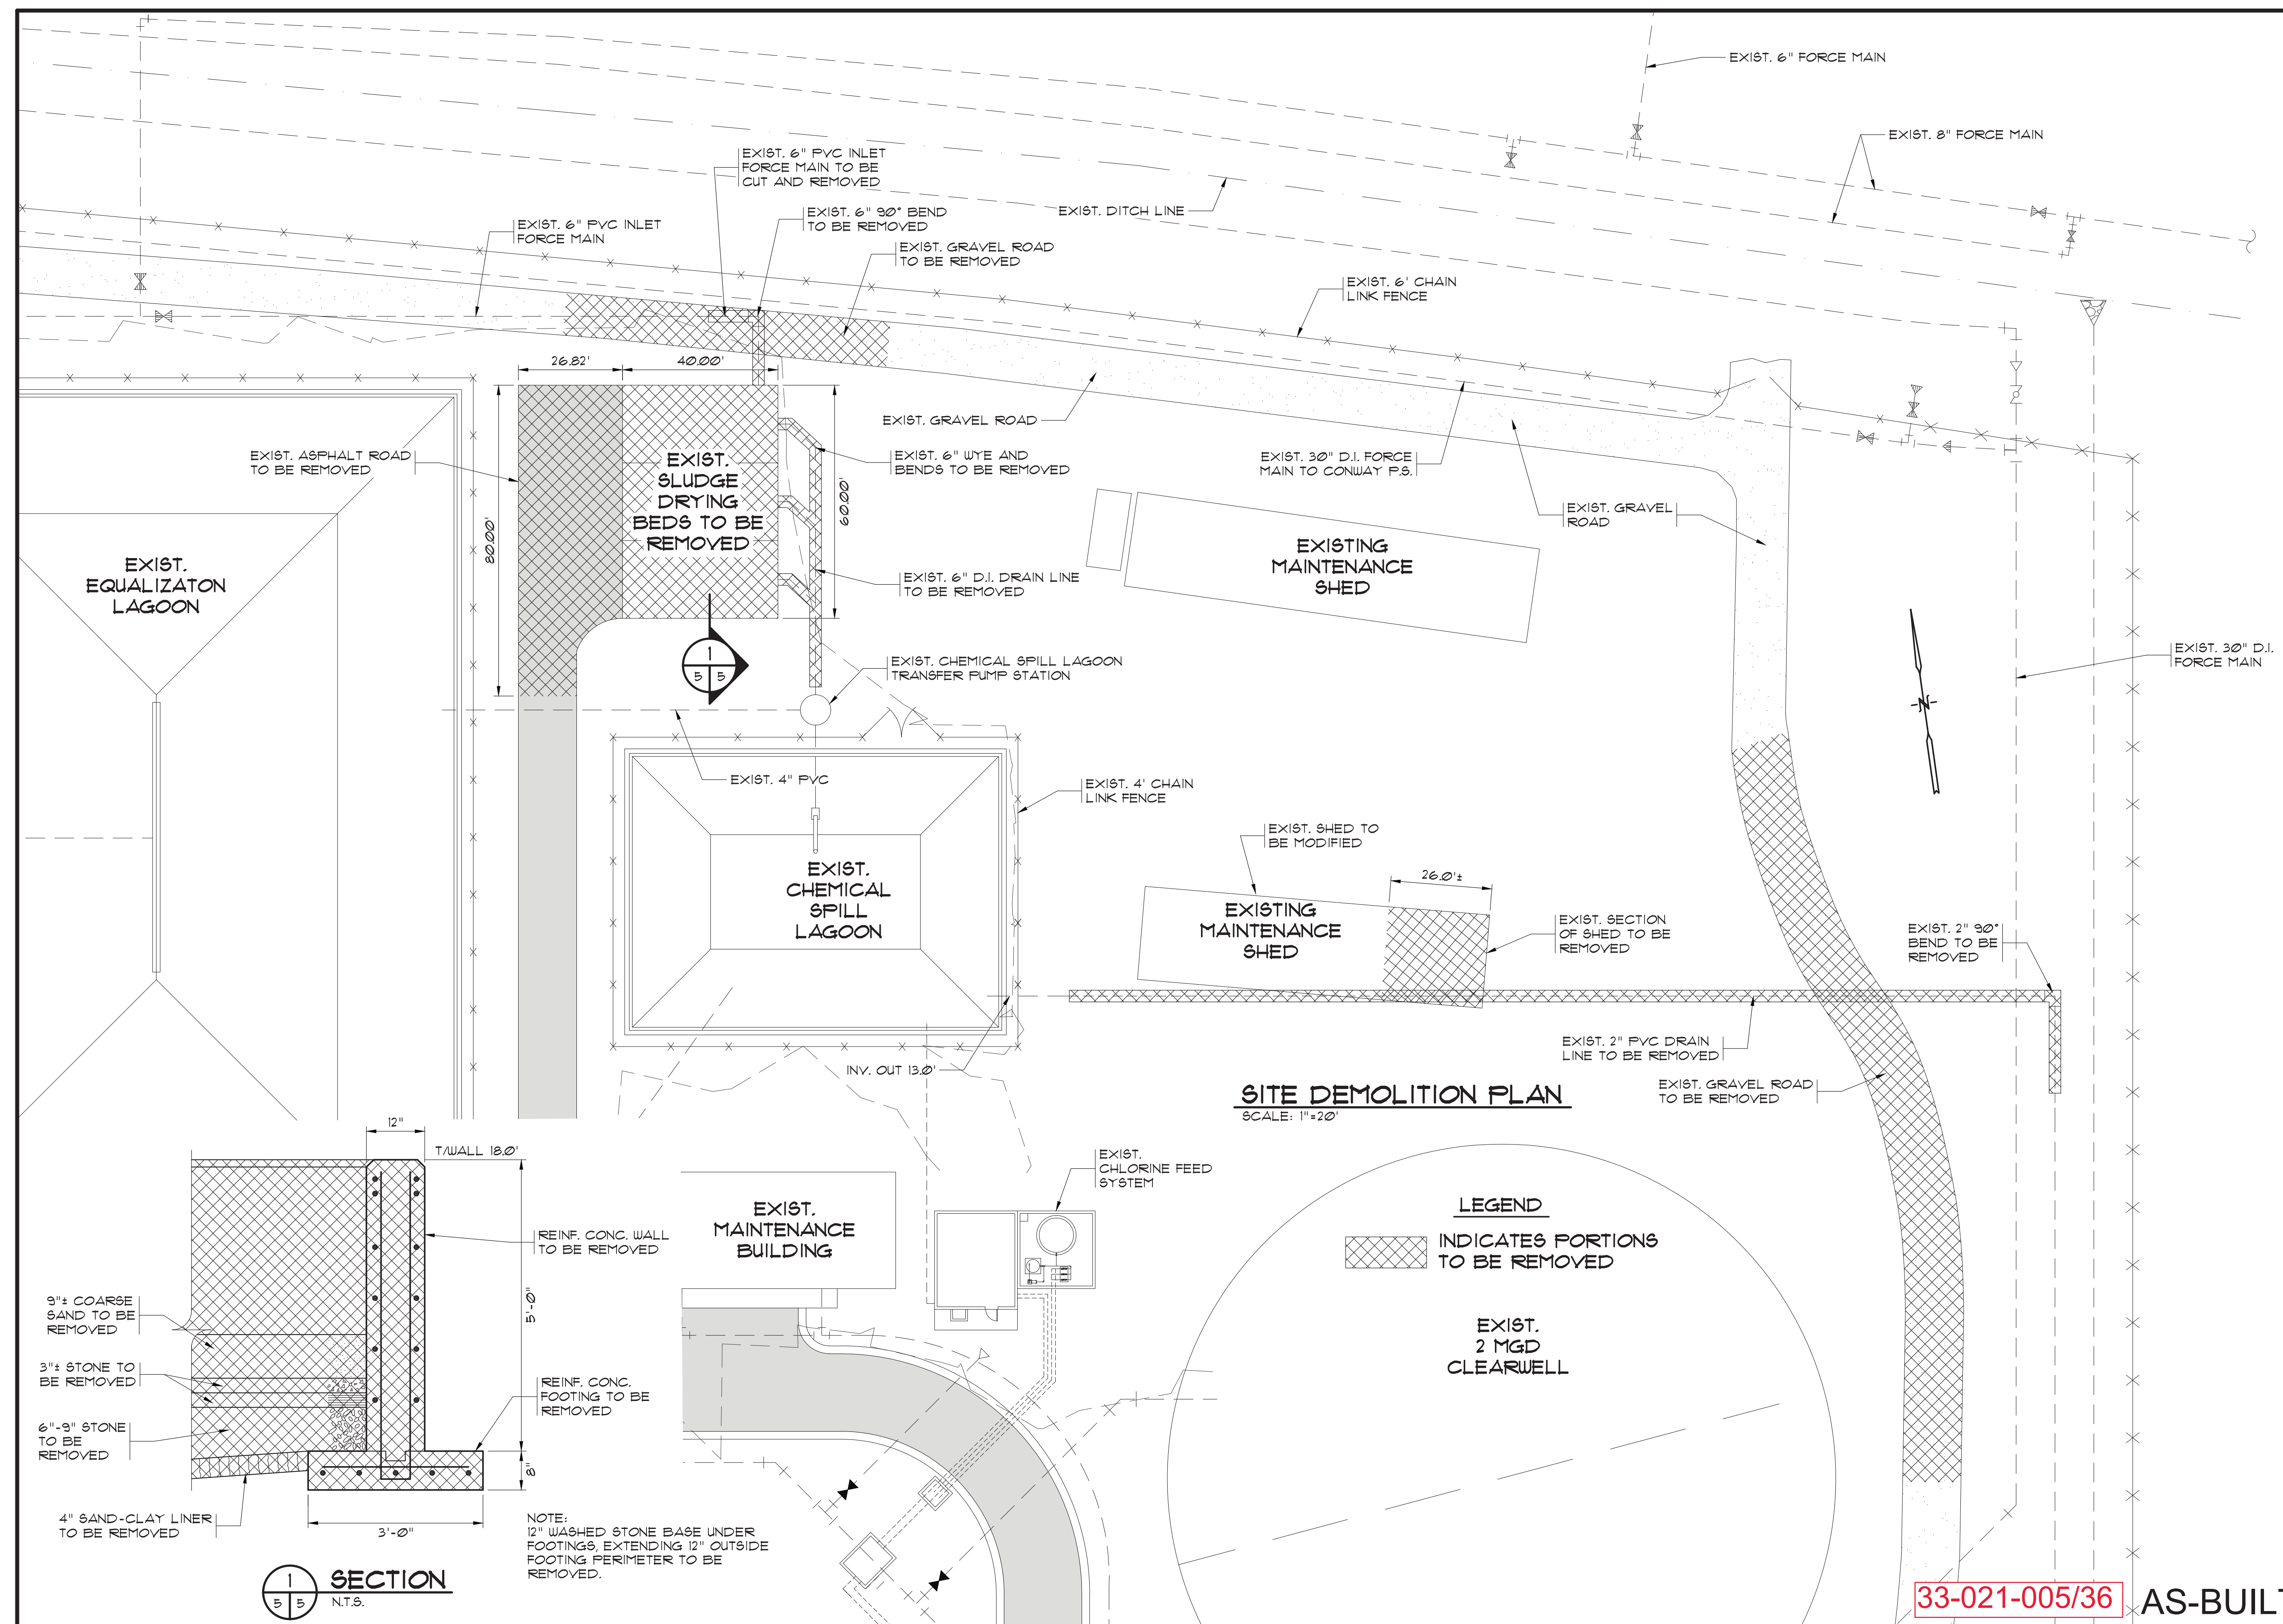 EXIST. 6" FORCE MAIN
EXIST. 8" FORCE MAIN
EXIST. 6" PVC INLET
FORCE MAIN TO BE
CUT AND REMOVED
EXIST. 6" 90° BEND
TO BE REMOVED
EXIST. DITCH LINE
EXIST. 6" PVC INLET
FORCE MAIN
EXIST. GRAVEL ROAD
TO BE REMOVED
EXIST. 6' CHAIN
LINK FENCE
26.82'
40.00'
EXIST. GRAVEL ROAD
EXIST. ASPHALT ROAD
TO BE REMOVED
EXIST.
SLUDGE
DRYING
BEDS TO BE
REMOVED
EXIST. 6" WYE AND
BENDS TO BE REMOVED
EXIST. 30" D.I. FORCE
MAIN TO CONWAY P.S.
80.00'
60.00'
EXIST. GRAVEL
ROAD
EXIST.
EQUALIZATON
LAGOON
EXISTING
MAINTENANCE
SHED
EXIST. 6" D.I. DRAIN LINE
TO BE REMOVED
1
5 5
EXIST. CHEMICAL SPILL LAGOON
TRANSFER PUMP STATION
EXIST. 30" D.I.
FORCE MAIN
N
EXIST. 4" PVC
EXIST. 4' CHAIN
LINK FENCE
EXIST. SHED TO
BE MODIFIED
26.0'±
EXIST.
CHEMICAL
SPILL
LAGOON
EXISTING
MAINTENANCE
SHED
EXIST. SECTION
OF SHED TO BE
REMOVED
EXIST. 2" 90°
BEND TO BE
REMOVED
INV. OUT 13.0'
EXIST. 2" PVC DRAIN
LINE TO BE REMOVED
EXIST. GRAVEL ROAD
TO BE REMOVED
SITE DEMOLITION PLAN
SCALE: 1"=20'
12"
T/WALL 18.0'
EXIST.
CHLORINE FEED
SYSTEM
EXIST.
MAINTENANCE
BUILDING
LEGEND
INDICATES PORTIONS
TO BE REMOVED
REINF. CONC. WALL
TO BE REMOVED
5'-0"
9"± COARSE
SAND TO BE
REMOVED
3"± STONE TO
BE REMOVED
REINF. CONC.
FOOTING TO BE
REMOVED
EXIST.
2 MGD
CLEARWELL
6"-9" STONE
TO BE
REMOVED
8"
4" SAND-CLAY LINER
TO BE REMOVED
3'-0"
NOTE:
12" WASHED STONE BASE UNDER
FOOTINGS, EXTENDING 12" OUTSIDE
FOOTING PERIMETER TO BE
REMOVED.
1
5 5
SECTION
N.T.S.
33-021-005/36
AS-BUILT